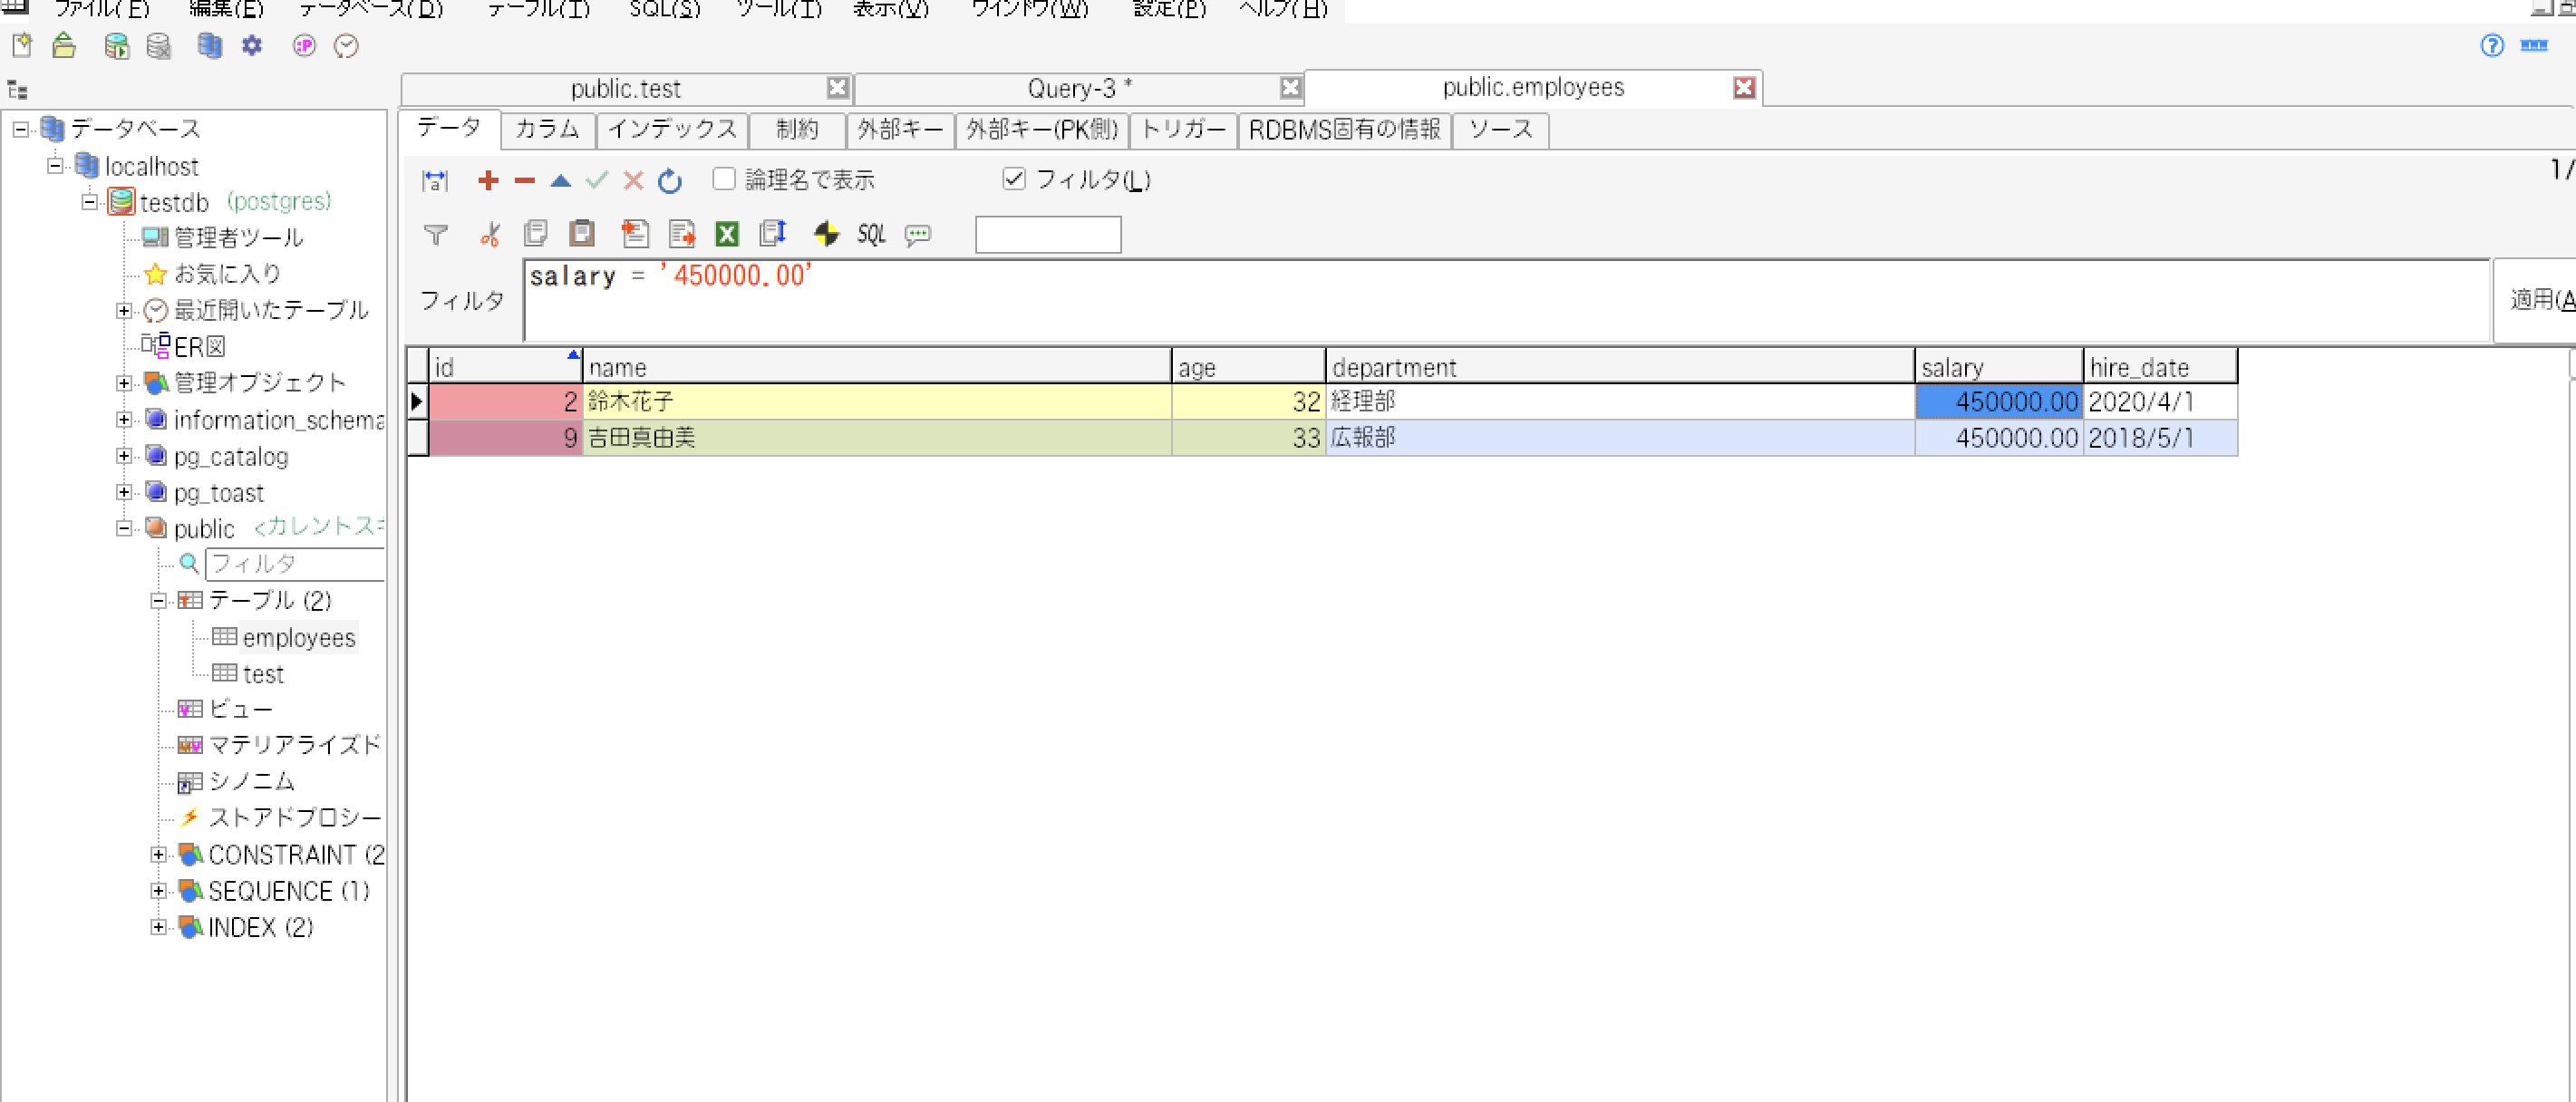 ファイル(F) 編集(E) データベース(D) テーブル(T) SQL(S) ツール(T) 表示(V) ウインドウ(W) 設定(P) ヘルプ(H)
public.test Query-3 * public.employees
データ カラム インデックス 制約 外部キー 外部キー(PK側) トリガー RDBMS固有の情報 ソース
論理名で表示 フィルタ(L) 1/
SQL
フィルタ salary = '450000.00' 適用(A
id name age department salary hire_date
2 鈴木花子 32 経理部 450000.00 2020/4/1
9 吉田真由美 33 広報部 450000.00 2018/5/1
データベース
localhost
testdb (postgres)
管理者ツール
お気に入り
最近開いたテーブル
ER図
管理オブジェクト
information_schema
pg_catalog
pg_toast
public <カレントスキ
フィルタ
テーブル (2)
employees
test
ビュー
マテリアライズド
シノニム
ストアドプロシー
CONSTRAINT (2
SEQUENCE (1)
INDEX (2)